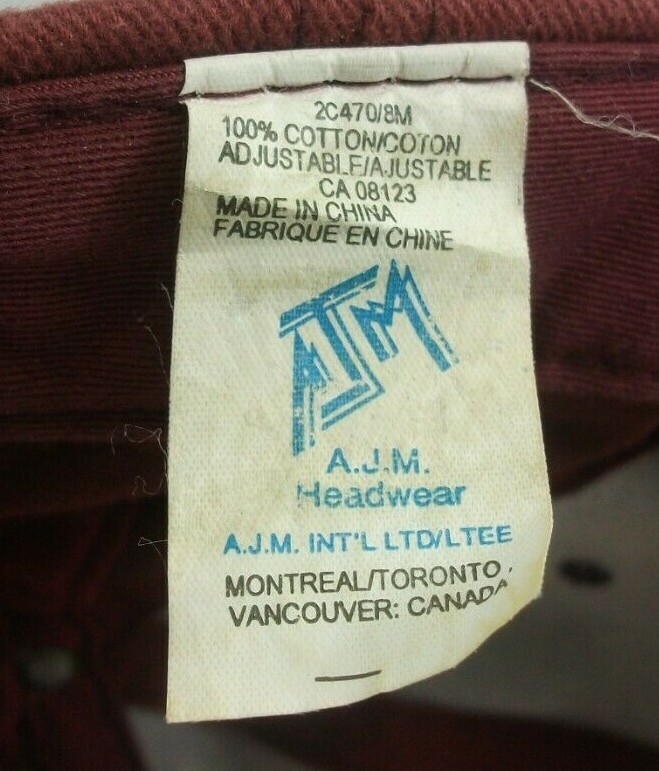 2C470/8M
100% COTTON/COTON
ADJUSTABLE/AJUSTABLE
CA 08123
MADE IN CHINA
FABRIQUE EN CHINE
AJM
A.J.M.
Headwear
A.J.M. INT'L LTD/LTEE
MONTREAL/TORONTO
VANCOUVER: CANADA